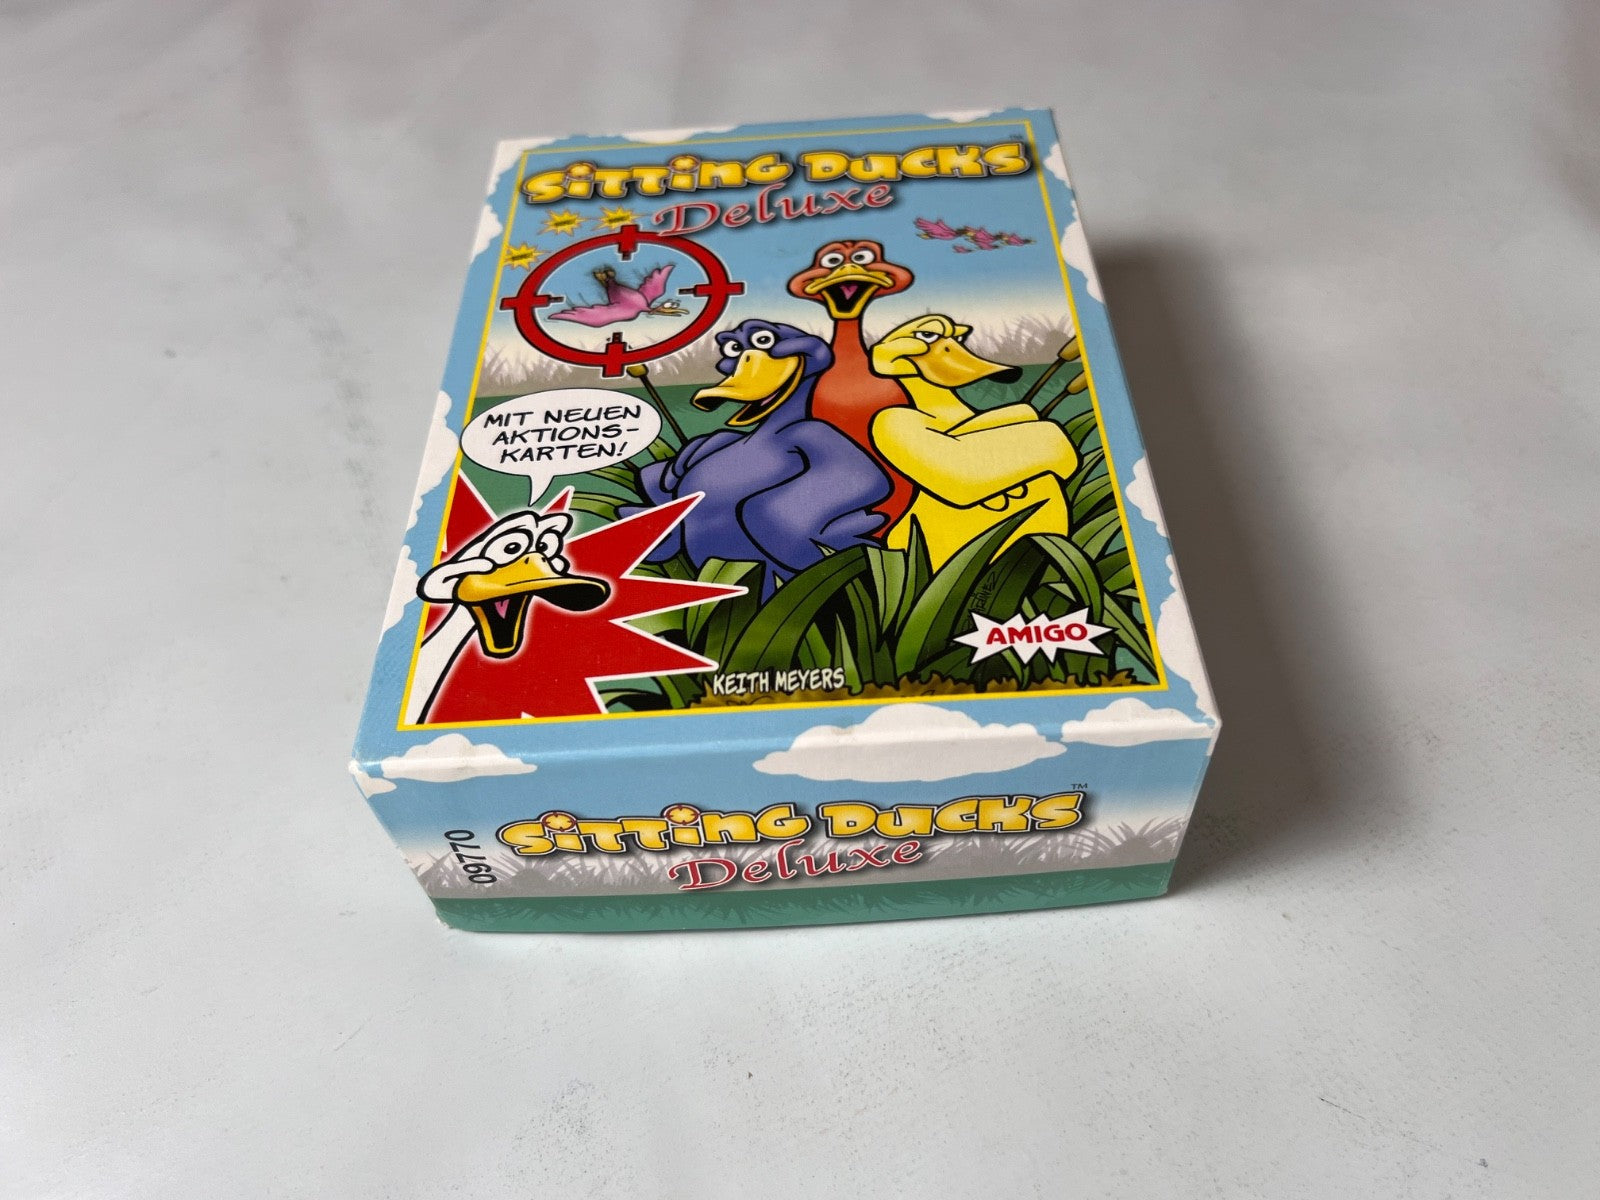 SITTING DUCKS™
Deluxe
MIT NEUEN
AKTIONS-
KARTEN!
AMIGO
KEITH MEYERS
09770
SITTING DUCKS™
Deluxe